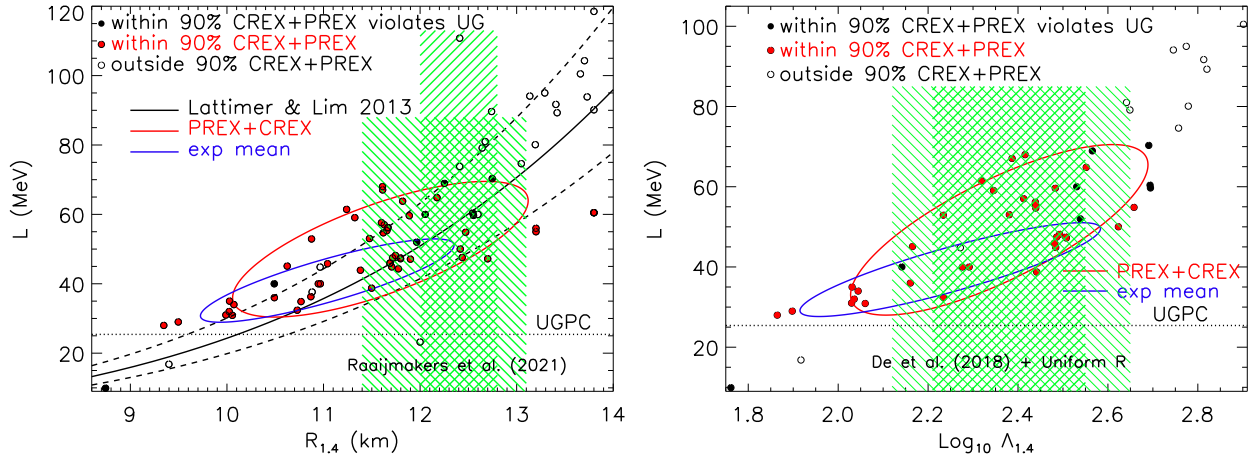 within 90% CREX+PREX violates UG
within 90% CREX+PREX
outside 90% CREX+PREX
Lattimer & Lim 2013
PREX+CREX
exp mean
UGPC
Raaijmakers et al. (2021)
120
100
80
60
40
20
L (MeV)
9 10 11 12 13 14
R1.4 (km)
within 90% CREX+PREX violates UG
within 90% CREX+PREX
outside 90% CREX+PREX
PREX+CREX
exp mean
UGPC
De et al. (2018) + Uniform R
100
80
60
40
20
L (MeV)
1.8 2.0 2.2 2.4 2.6 2.8
Log10 Λ1.4